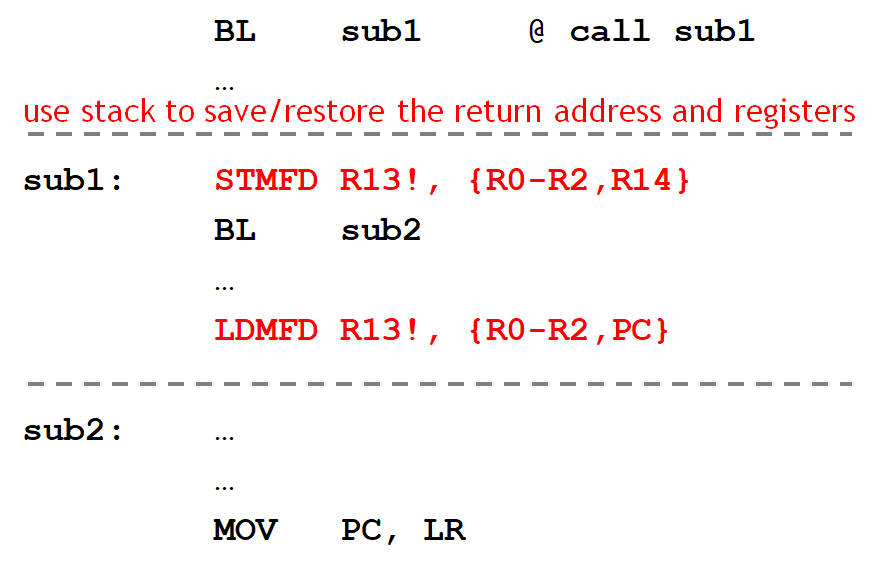 BL sub1 @ call sub1
…
use stack to save/restore the return address and registers
sub1: STMFD R13!, {R0-R2,R14}
BL sub2
…
LDMFD R13!, {R0-R2,PC}
sub2: …
…
MOV PC, LR